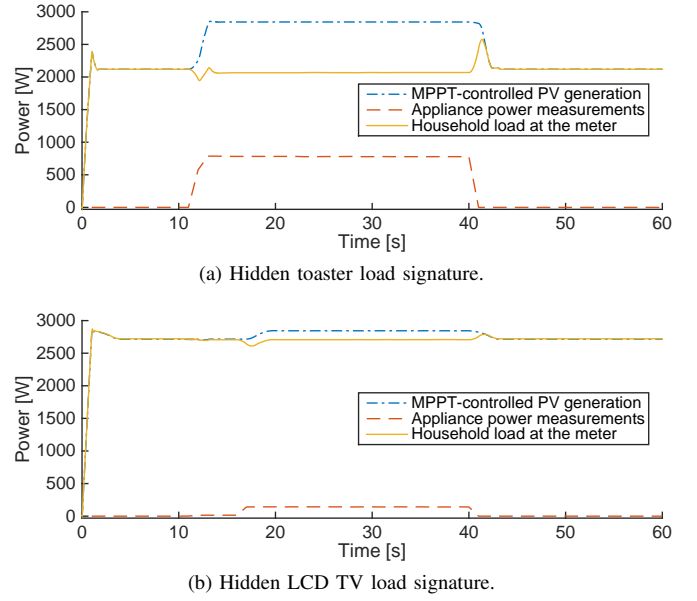 3000
2500
2000
1500
1000
500
0
Power [W]
MPPT-controlled PV generation
Appliance power measurements
Household load at the meter
0 10 20 30 40 50 60
Time [s]
(a) Hidden toaster load signature.
3000
2500
2000
1500
1000
500
0
Power [W]
MPPT-controlled PV generation
Appliance power measurements
Household load at the meter
0 10 20 30 40 50 60
Time [s]
(b) Hidden LCD TV load signature.